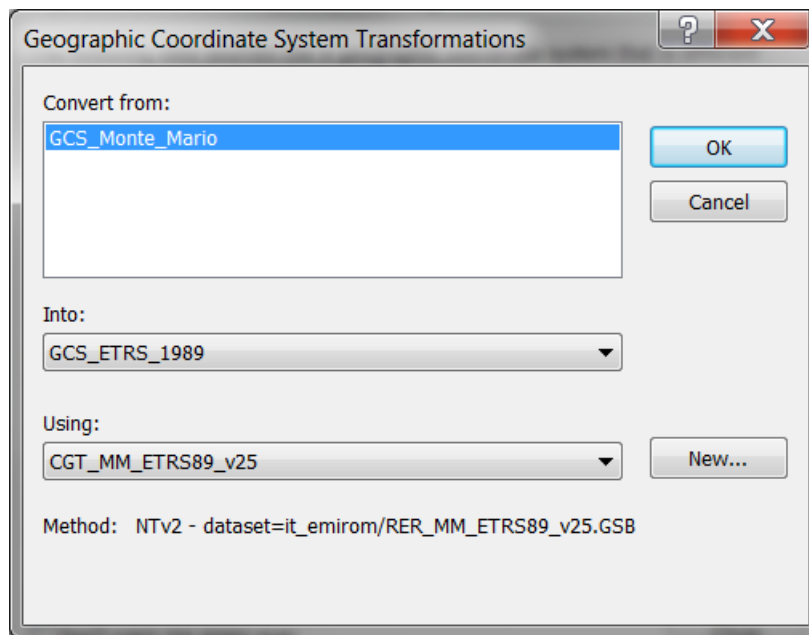 Geographic Coordinate System Transformations
Convert from:
GCS_Monte_Mario
OK
Cancel
Into:
GCS_ETRS_1989
Using:
CGT_MM_ETRS89_v25
New...
Method: NTv2 - dataset=it_emirom/RER_MM_ETRS89_v25.GSB